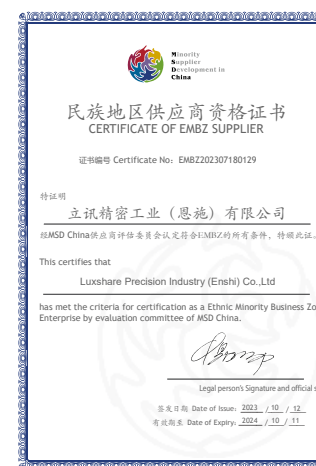 Minority
Supplier
Development in
China
民族地区供应商资格证书
CERTIFICATE OF EMBZ SUPPLIER
证书编号 Certificate No: EMBZ202307180129
特证明
立讯精密工业（恩施）有限公司
经MSD China供应商评估委员会认定符合EMBZ的所有条件，特颁此证。
This certifies that
Luxshare Precision Industry (Enshi) Co.,Ltd
has met the criteria for certification as a Ethnic Minority Business Zo
Enterprise by evaluation committee of MSD China.
Legal person's Signature and official s
签发日期 Date of Issue: 2023 / 10 / 12
有效期至 Date of Expiry: 2024 / 10 / 11